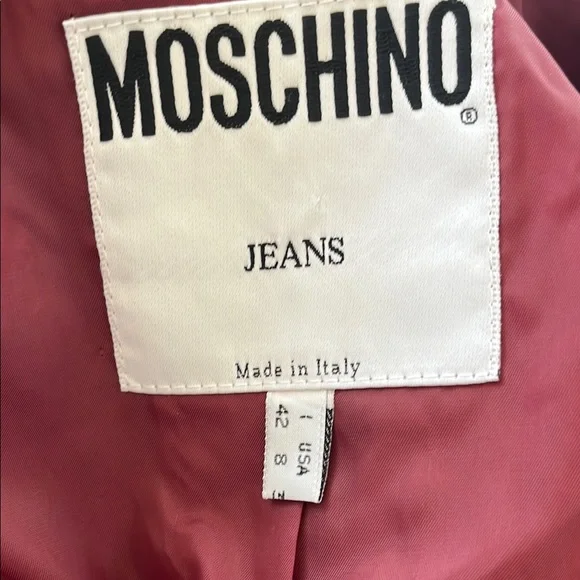 MOSCHINO®
JEANS
Made in Italy
I USA
42 8